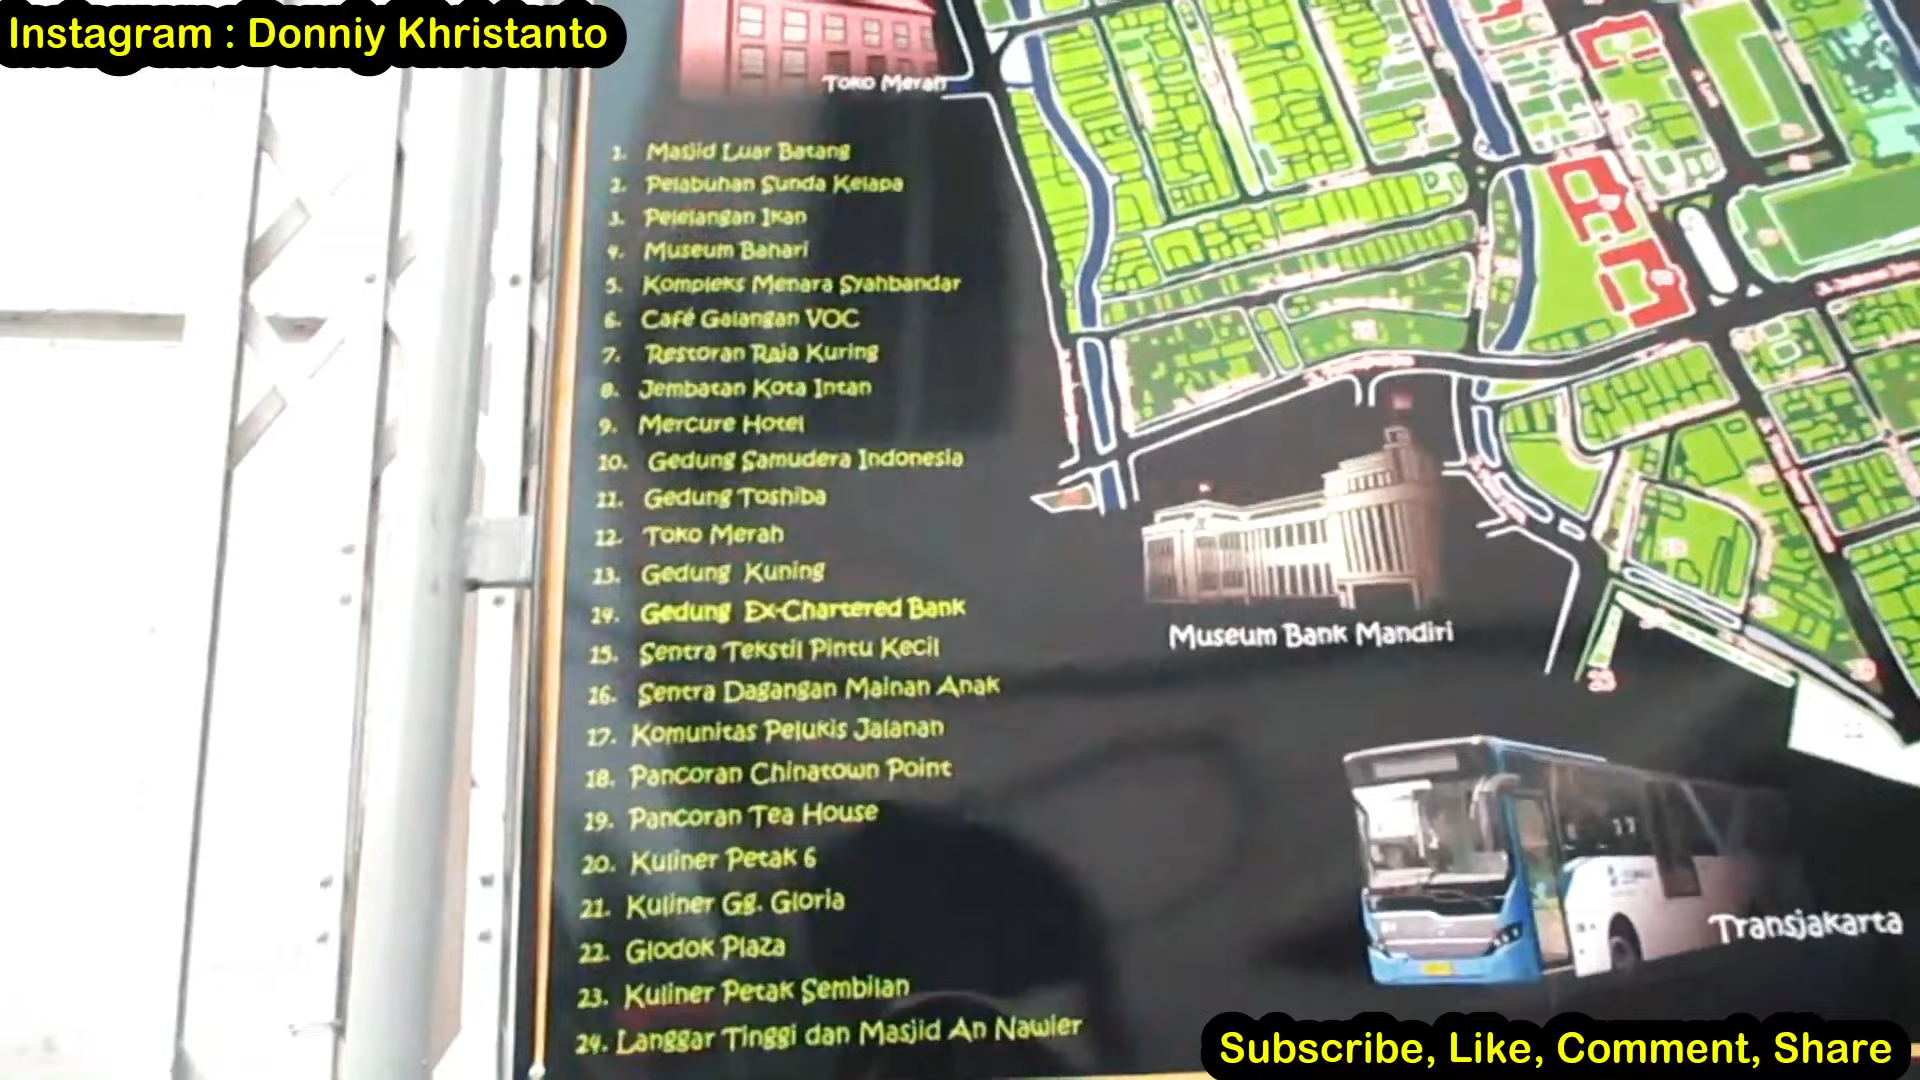 Instagram : Donniy Khristanto
Toko Merah
1. Masjid Luar Batang
2. Pelabuhan Sunda Kelapa
3. Pelelangan Ikan
4. Museum Bahari
5. Kompleks Menara Syahbandar
6. Café Galangan VOC
7. Restoran Raja Kuring
8. Jembatan Kota Intan
9. Mercure Hotel
10. Gedung Samudera Indonesia
11. Gedung Toshiba
12. Toko Merah
13. Gedung Kuning
14. Gedung Ex-Chartered Bank
15. Sentra Tekstil Pintu Kecil
16. Sentra Dagangan Mainan Anak
17. Komunitas Pelukis Jalanan
18. Pancoran Chinatown Point
19. Pancoran Tea House
20. Kuliner Petak 6
21. Kuliner Gg. Gloria
22. Glodok Plaza
23. Kuliner Petak Sembilan
24. Langgar Tinggi dan Masjid An Nawier
Museum Bank Mandiri
23
Transjakarta
Subscribe, Like, Comment, Share